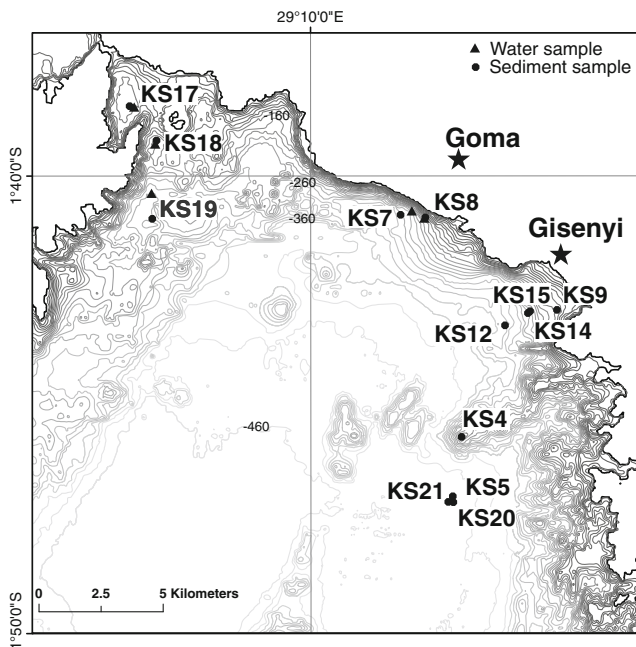 29°10'0"E
Water sample
Sediment sample
KS17
-160
Goma
KS18
1°40'0"S
-260
KS19
-360
KS7
KS8
Gisenyi
KS15
KS9
KS12
KS14
KS4
-460
KS21
KS5
KS20
0 2.5 5 Kilometers
1°50'0"S